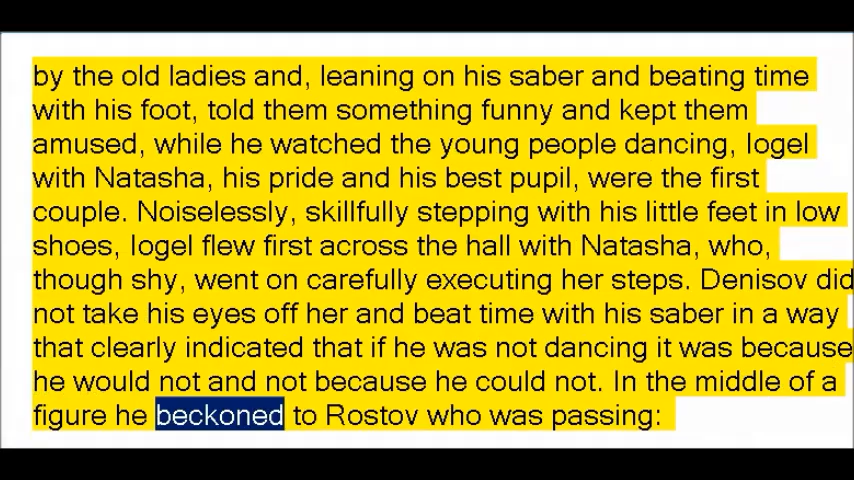 by the old ladies and, leaning on his saber and beating time
with his foot, told them something funny and kept them
amused, while he watched the young people dancing, Iogel
with Natasha, his pride and his best pupil, were the first
couple. Noiselessly, skillfully stepping with his little feet in low
shoes, Iogel flew first across the hall with Natasha, who,
though shy, went on carefully executing her steps. Denisov did
not take his eyes off her and beat time with his saber in a way
that clearly indicated that if he was not dancing it was because
he would not and not because he could not. In the middle of a
figure he beckoned to Rostov who was passing: